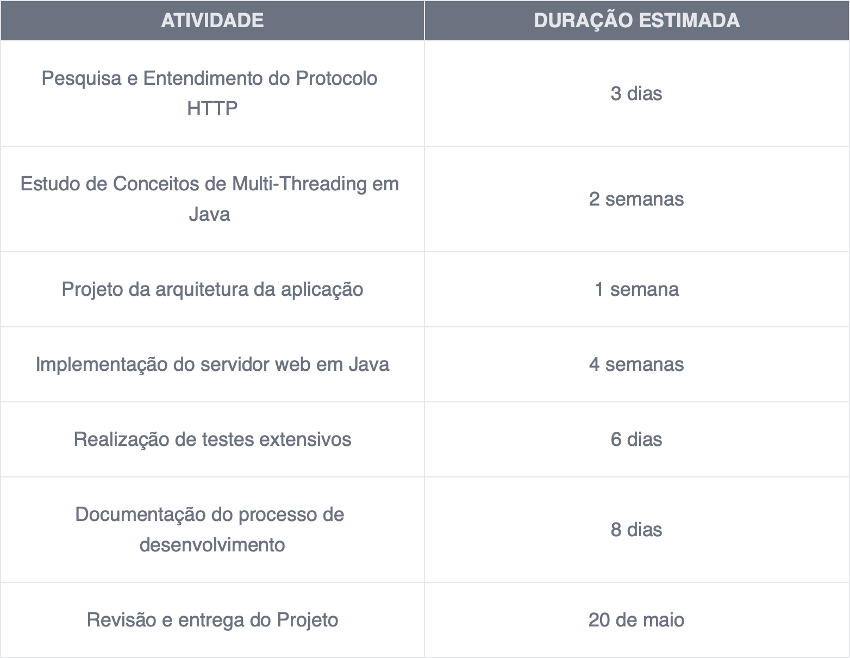 ATIVIDADE
DURAÇÃO ESTIMADA
Pesquisa e Entendimento do Protocolo
HTTP
3 dias
Estudo de Conceitos de Multi-Threading em
Java
2 semanas
Projeto da arquitetura da aplicação
1 semana
Implementação do servidor web em Java
4 semanas
Realização de testes extensivos
6 dias
Documentação do processo de
desenvolvimento
8 dias
Revisão e entrega do Projeto
20 de maio